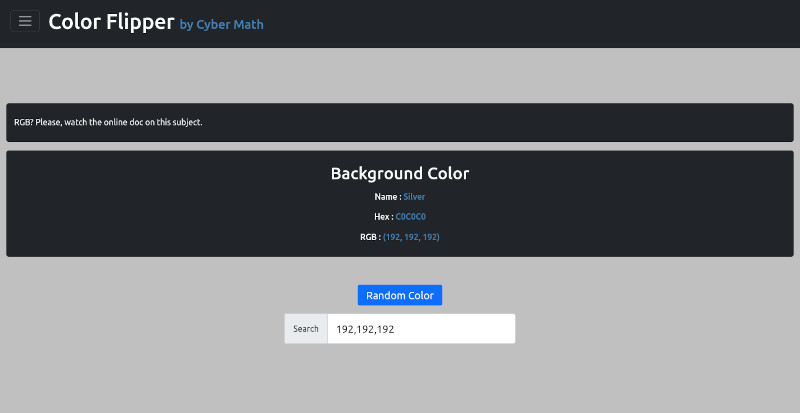 Color Flipper by Cyber Math
RGB? Please, watch the online doc on this subject.
Background Color
Name : Silver
Hex : C0C0C0
RGB : (192, 192, 192)
Random Color
Search 192,192,192